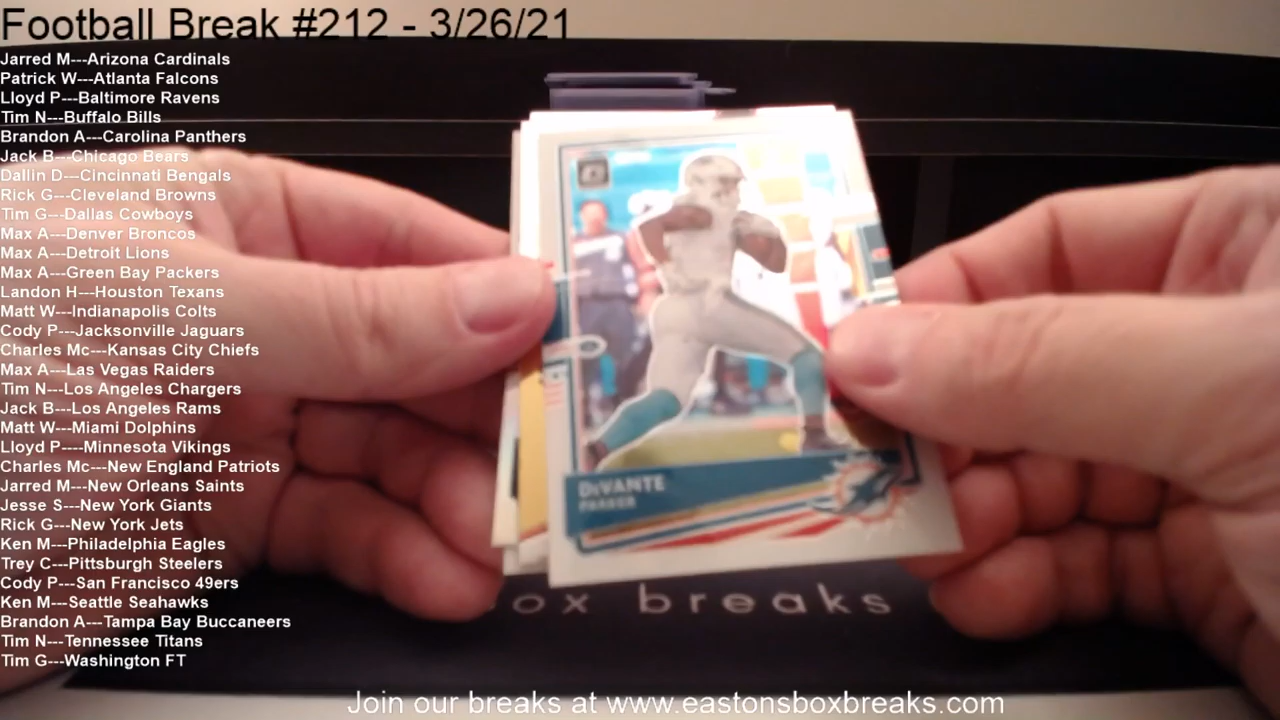 Football Break #212 - 3/26/21
Jarred M---Arizona Cardinals
Patrick W---Atlanta Falcons
Lloyd P---Baltimore Ravens
Tim N---Buffalo Bills
Brandon A---Carolina Panthers
Jack B---Chicago Bears
Dallin D---Cincinnati Bengals
Rick G---Cleveland Browns
Tim G---Dallas Cowboys
Max A---Denver Broncos
Max A---Detroit Lions
Max A---Green Bay Packers
Landon H---Houston Texans
Matt W---Indianapolis Colts
Cody P---Jacksonville Jaguars
Charles Mc---Kansas City Chiefs
Max A---Las Vegas Raiders
Tim N---Los Angeles Chargers
Jack B---Los Angeles Rams
Matt W---Miami Dolphins
Lloyd P----Minnesota Vikings
Charles Mc---New England Patriots
Jarred M---New Orleans Saints
Jesse S---New York Giants
Rick G---New York Jets
Ken M---Philadelphia Eagles
Trey C---Pittsburgh Steelers
Cody P---San Francisco 49ers
Ken M---Seattle Seahawks
Brandon A---Tampa Bay Buccaneers
Tim N---Tennessee Titans
Tim G---Washington FT
DeVANTE
PARKER
ox breaks
Join our breaks at www.eastonsboxbreaks.com